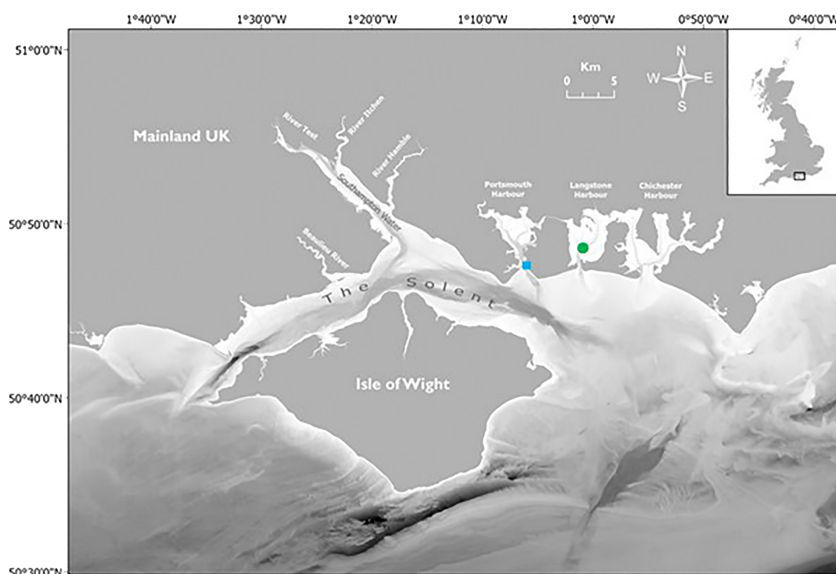 1°40'0"W 1°30'0"W 1°20'0"W 1°10'0"W 1°0'0"W 0°50'0"W 0°40'0"W
51°0'0"N
50°50'0"N
50°40'0"N
50°30'0"N
Km
0 5
N
W E
S
Mainland UK
River Test
River Itchen
River Hamble
Southampton Water
Beaulieu River
Portsmouth
Harbour
Langstone
Harbour
Chichester
Harbour
The Solent
Isle of Wight